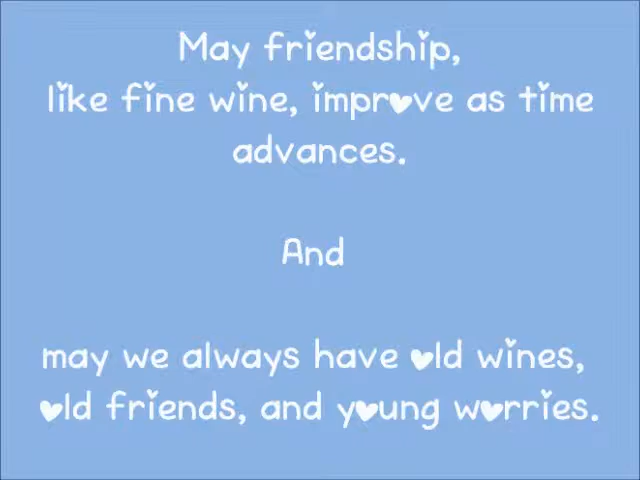 May friendship,
like fine wine, improve as time
advances.
And
may we always have old wines,
old friends, and young worries.